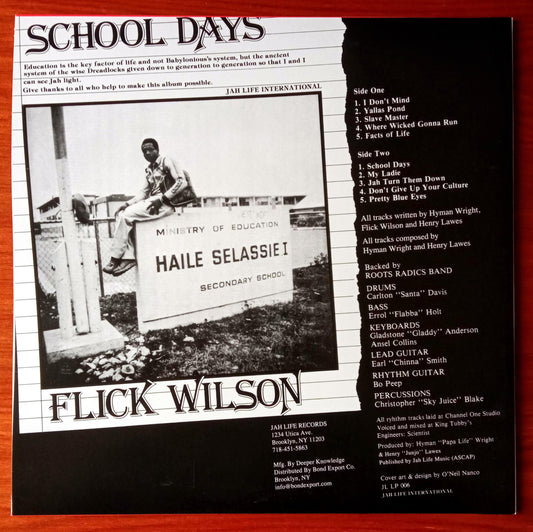 SCHOOL DAYS
Education is the key factor of life and not Babylonious's system, but the ancient
system of the wise Dreadlocks given down to generation to generation so that I and I
can see Jah light.
Give thanks to all who help to make this album possible.
JAH LIFE INTERNATIONAL
MINISTRY OF EDUCATION
HAILE SELASSIE I
SECONDARY SCHOOL
FLICK WILSON
Side One
1. I Don't Mind
2. Yallas Pond
3. Slave Master
4. Where Wicked Gonna Run
5. Facts of Life
Side Two
1. School Days
2. My Ladie
3. Jah Turn Them Down
4. Don't Give Up Your Culture
5. Pretty Blue Eyes
All tracks written by Hyman Wright,
Flick Wilson and Henry Lawes
All tracks composed by
Hyman Wright and Henry Lawes
Backed by
ROOTS RADICS BAND
DRUMS
Carlton "Santa" Davis
BASS
Errol "Flabba" Holt
KEYBOARDS
Gladstone "Gladdy" Anderson
Ansel Collins
LEAD GUITAR
Earl "Chinna" Smith
RHYTHM GUITAR
Bo Peep
PERCUSSIONS
Christopher "Sky Juice" Blake
All ryhthm tracks laid at Channel One Studio
Voiced and mixed at King Tubby's
Engineers: Scientist
Produced by: Hyman "Papa Life" Wright
& Henry "Junjo" Lawes
Published by Jah Life Music (ASCAP)
Cover art & design by O'Neil Nanco
JL LP 006
JAH LIFE INTERNATIONAL
JAH LIFE RECORDS
1234 Utica Ave.
Brooklyn, NY 11203
718-451-5863
Mfg. By Deeper Knowledge
Distributed By Bond Export Co.
Brooklyn, NY
info@bondexport.com